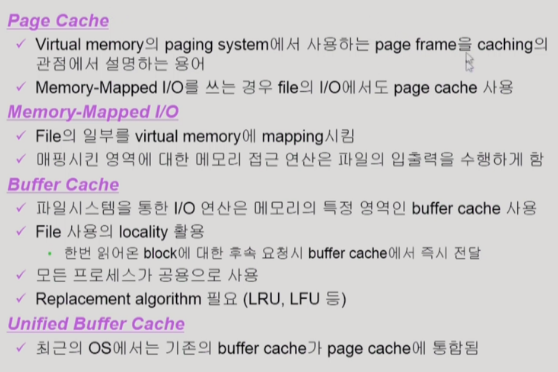 Page Cache
✓ Virtual memory의 paging system에서 사용하는 page frame을 caching의
관점에서 설명하는 용어
✓ Memory-Mapped I/O를 쓰는 경우 file의 I/O에서도 page cache 사용
Memory-Mapped I/O
✓ File의 일부를 virtual memory에 mapping시킴
✓ 매핑시킨 영역에 대한 메모리 접근 연산은 파일의 입출력을 수행하게 함
Buffer Cache
✓ 파일시스템을 통한 I/O 연산은 메모리의 특정 영역인 buffer cache 사용
✓ File 사용의 locality 활용
• 한번 읽어온 block에 대한 후속 요청시 buffer cache에서 즉시 전달
✓ 모든 프로세스가 공용으로 사용
✓ Replacement algorithm 필요 (LRU, LFU 등)
Unified Buffer Cache
✓ 최근의 OS에서는 기존의 buffer cache가 page cache에 통합됨